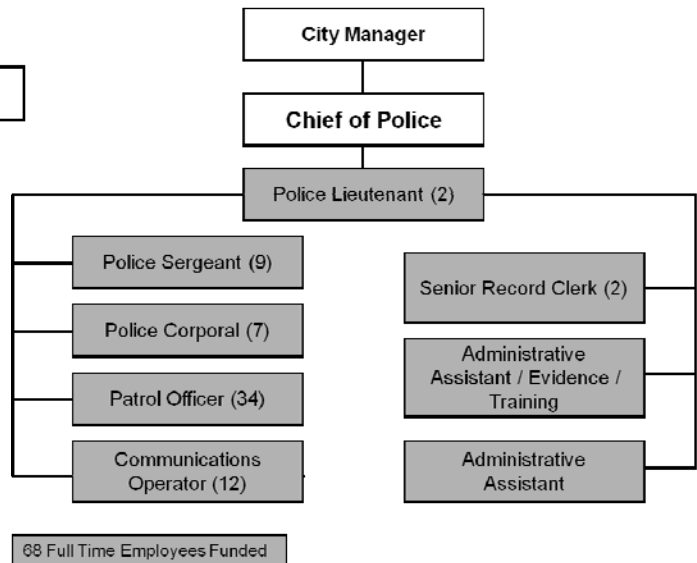 City Manager
Chief of Police
Police Lieutenant (2)
Police Sergeant (9)
Police Corporal (7)
Patrol Officer (34)
Communications
Operator (12)
Senior Record Clerk (2)
Administrative
Assistant / Evidence /
Training
Administrative
Assistant
68 Full Time Employees Funded